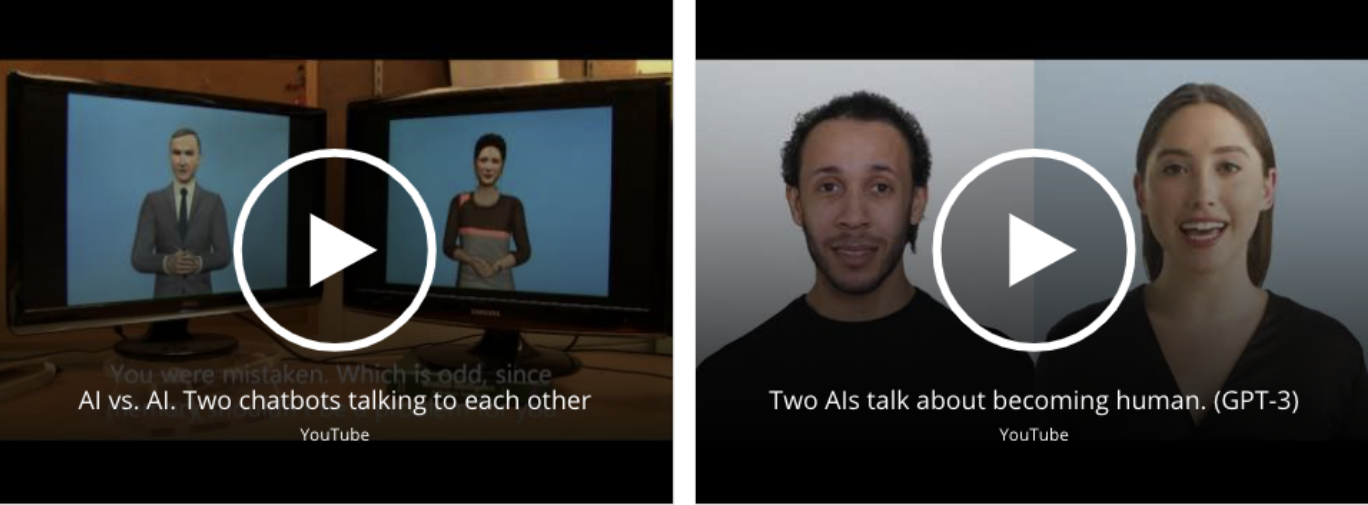 SAMSUNG
You were mistaken. Which is odd, since
AI vs. AI. Two chatbots talking to each other
YouTube
Two AIs talk about becoming human. (GPT-3)
YouTube